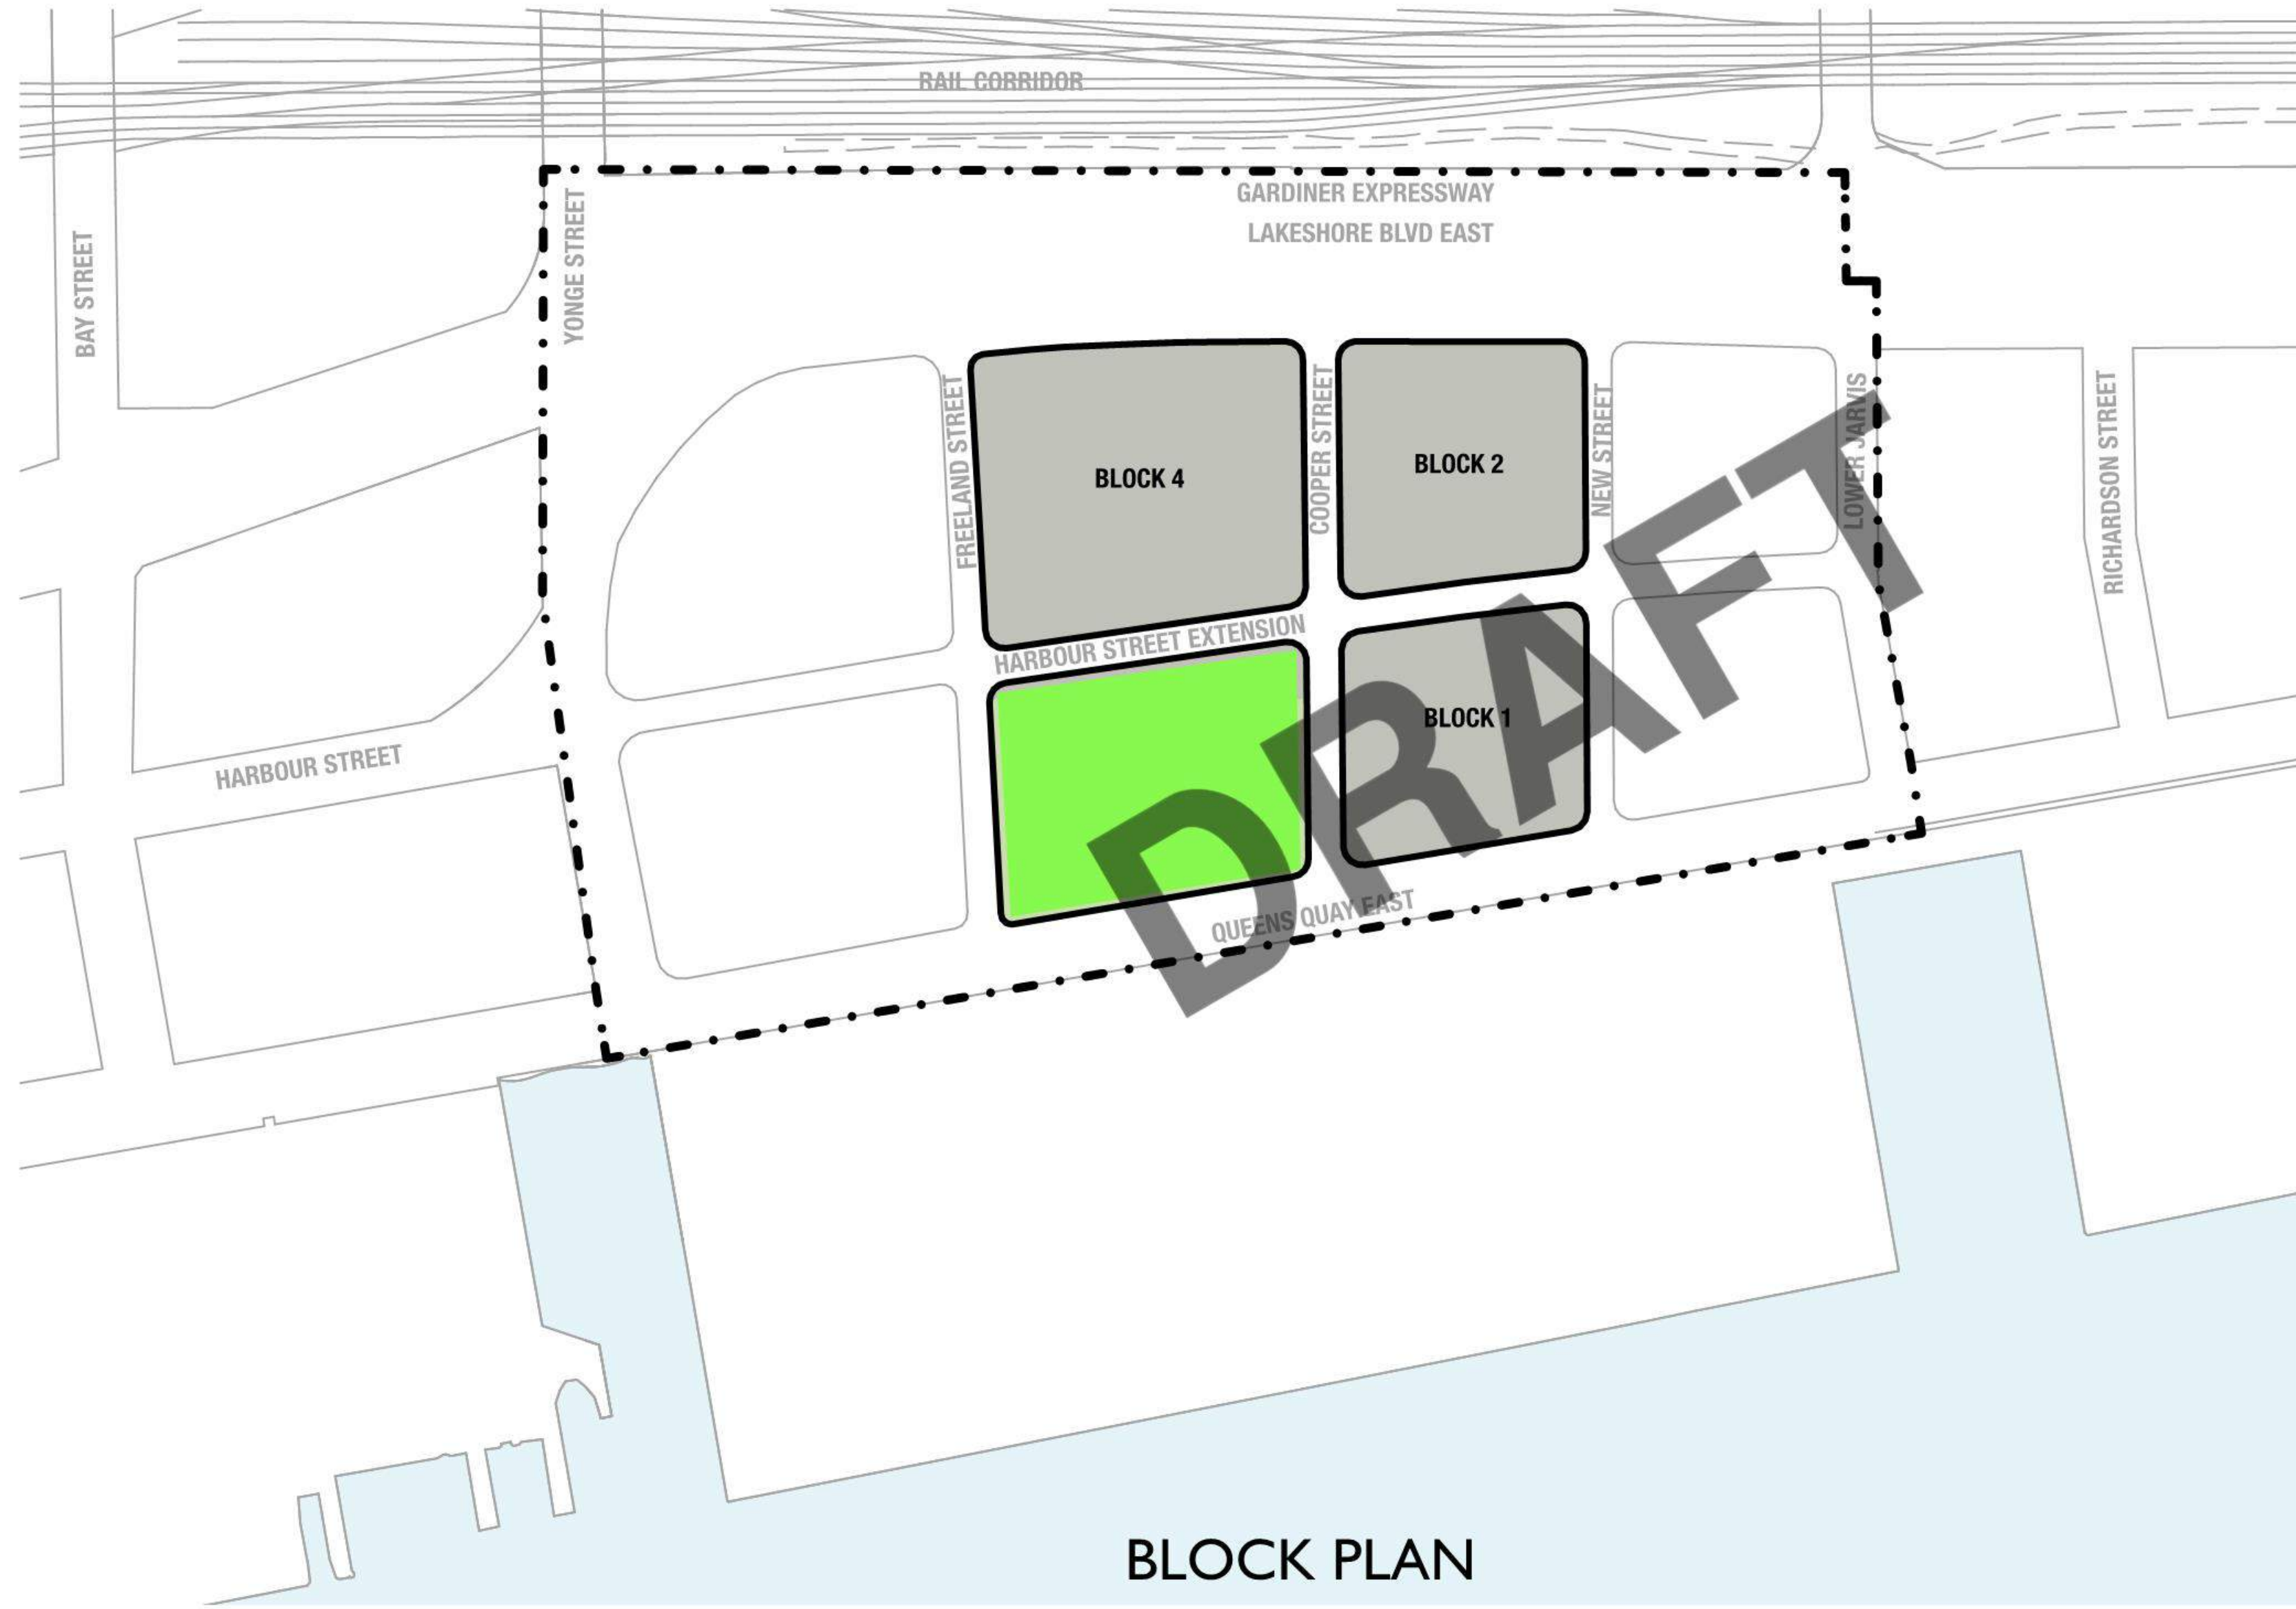 RAIL CORRIDOR
GARDINER EXPRESSWAY
LAKESHORE BLVD EAST
BAY STREET
YONGE STREET
FREELAND STREET
BLOCK 4
COOPER STREET
BLOCK 2
NEW STREET
LOWER JARVIS
RICHARDSON STREET
HARBOUR STREET EXTENSION
BLOCK 1
HARBOUR STREET
DRAFT
QUEENS QUAY EAST
BLOCK PLAN